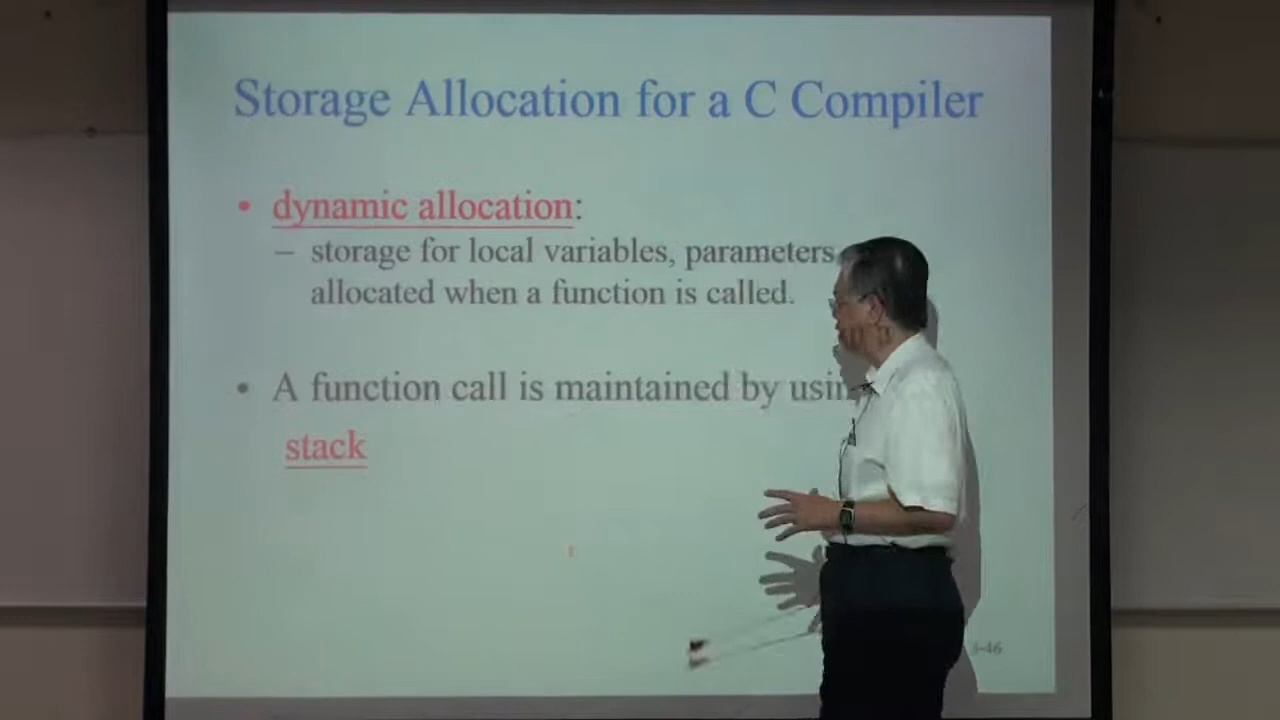 Storage Allocation for a C Compiler
• dynamic allocation:
– storage for local variables, parameters
allocated when a function is called.
• A function call is maintained by
stack